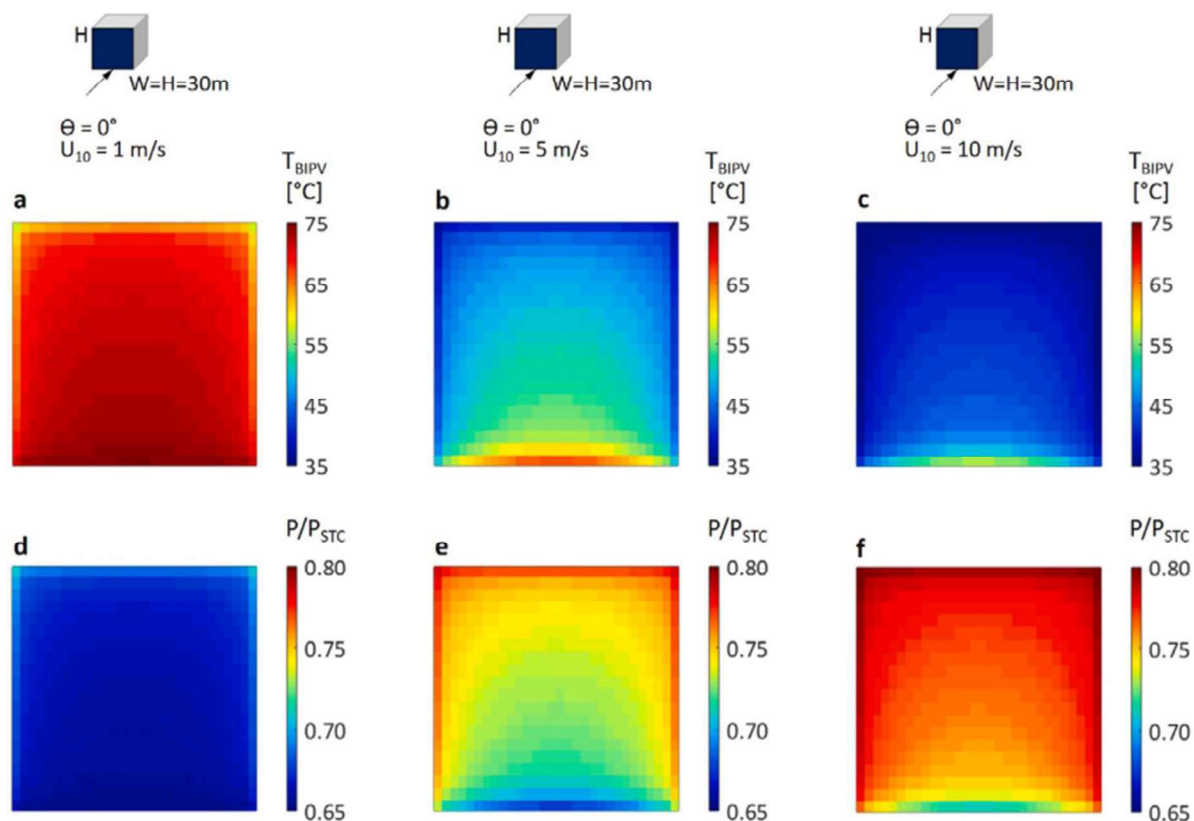 H
W=H=30m
Θ = 0°
U10 = 1 m/s
TBIPV
[°C]
a
75
65
55
45
35
H
W=H=30m
Θ = 0°
U10 = 5 m/s
TBIPV
[°C]
b
75
65
55
45
35
H
W=H=30m
Θ = 0°
U10 = 10 m/s
TBIPV
[°C]
c
75
65
55
45
35
P/PSTC
d
0.80
0.75
0.70
0.65
P/PSTC
e
0.80
0.75
0.70
0.65
P/PSTC
f
0.80
0.75
0.70
0.65